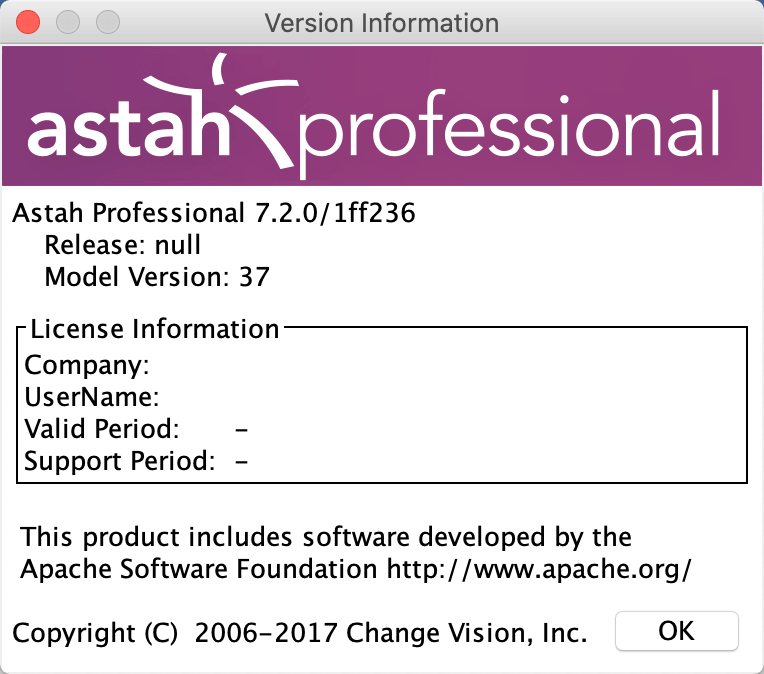 Version Information
astah professional
Astah Professional 7.2.0/1ff236
Release: null
Model Version: 37
License Information
Company:
UserName:
Valid Period: –
Support Period: –
This product includes software developed by the
Apache Software Foundation http://www.apache.org/
Copyright (C)  2006–2017 Change Vision, Inc.
OK